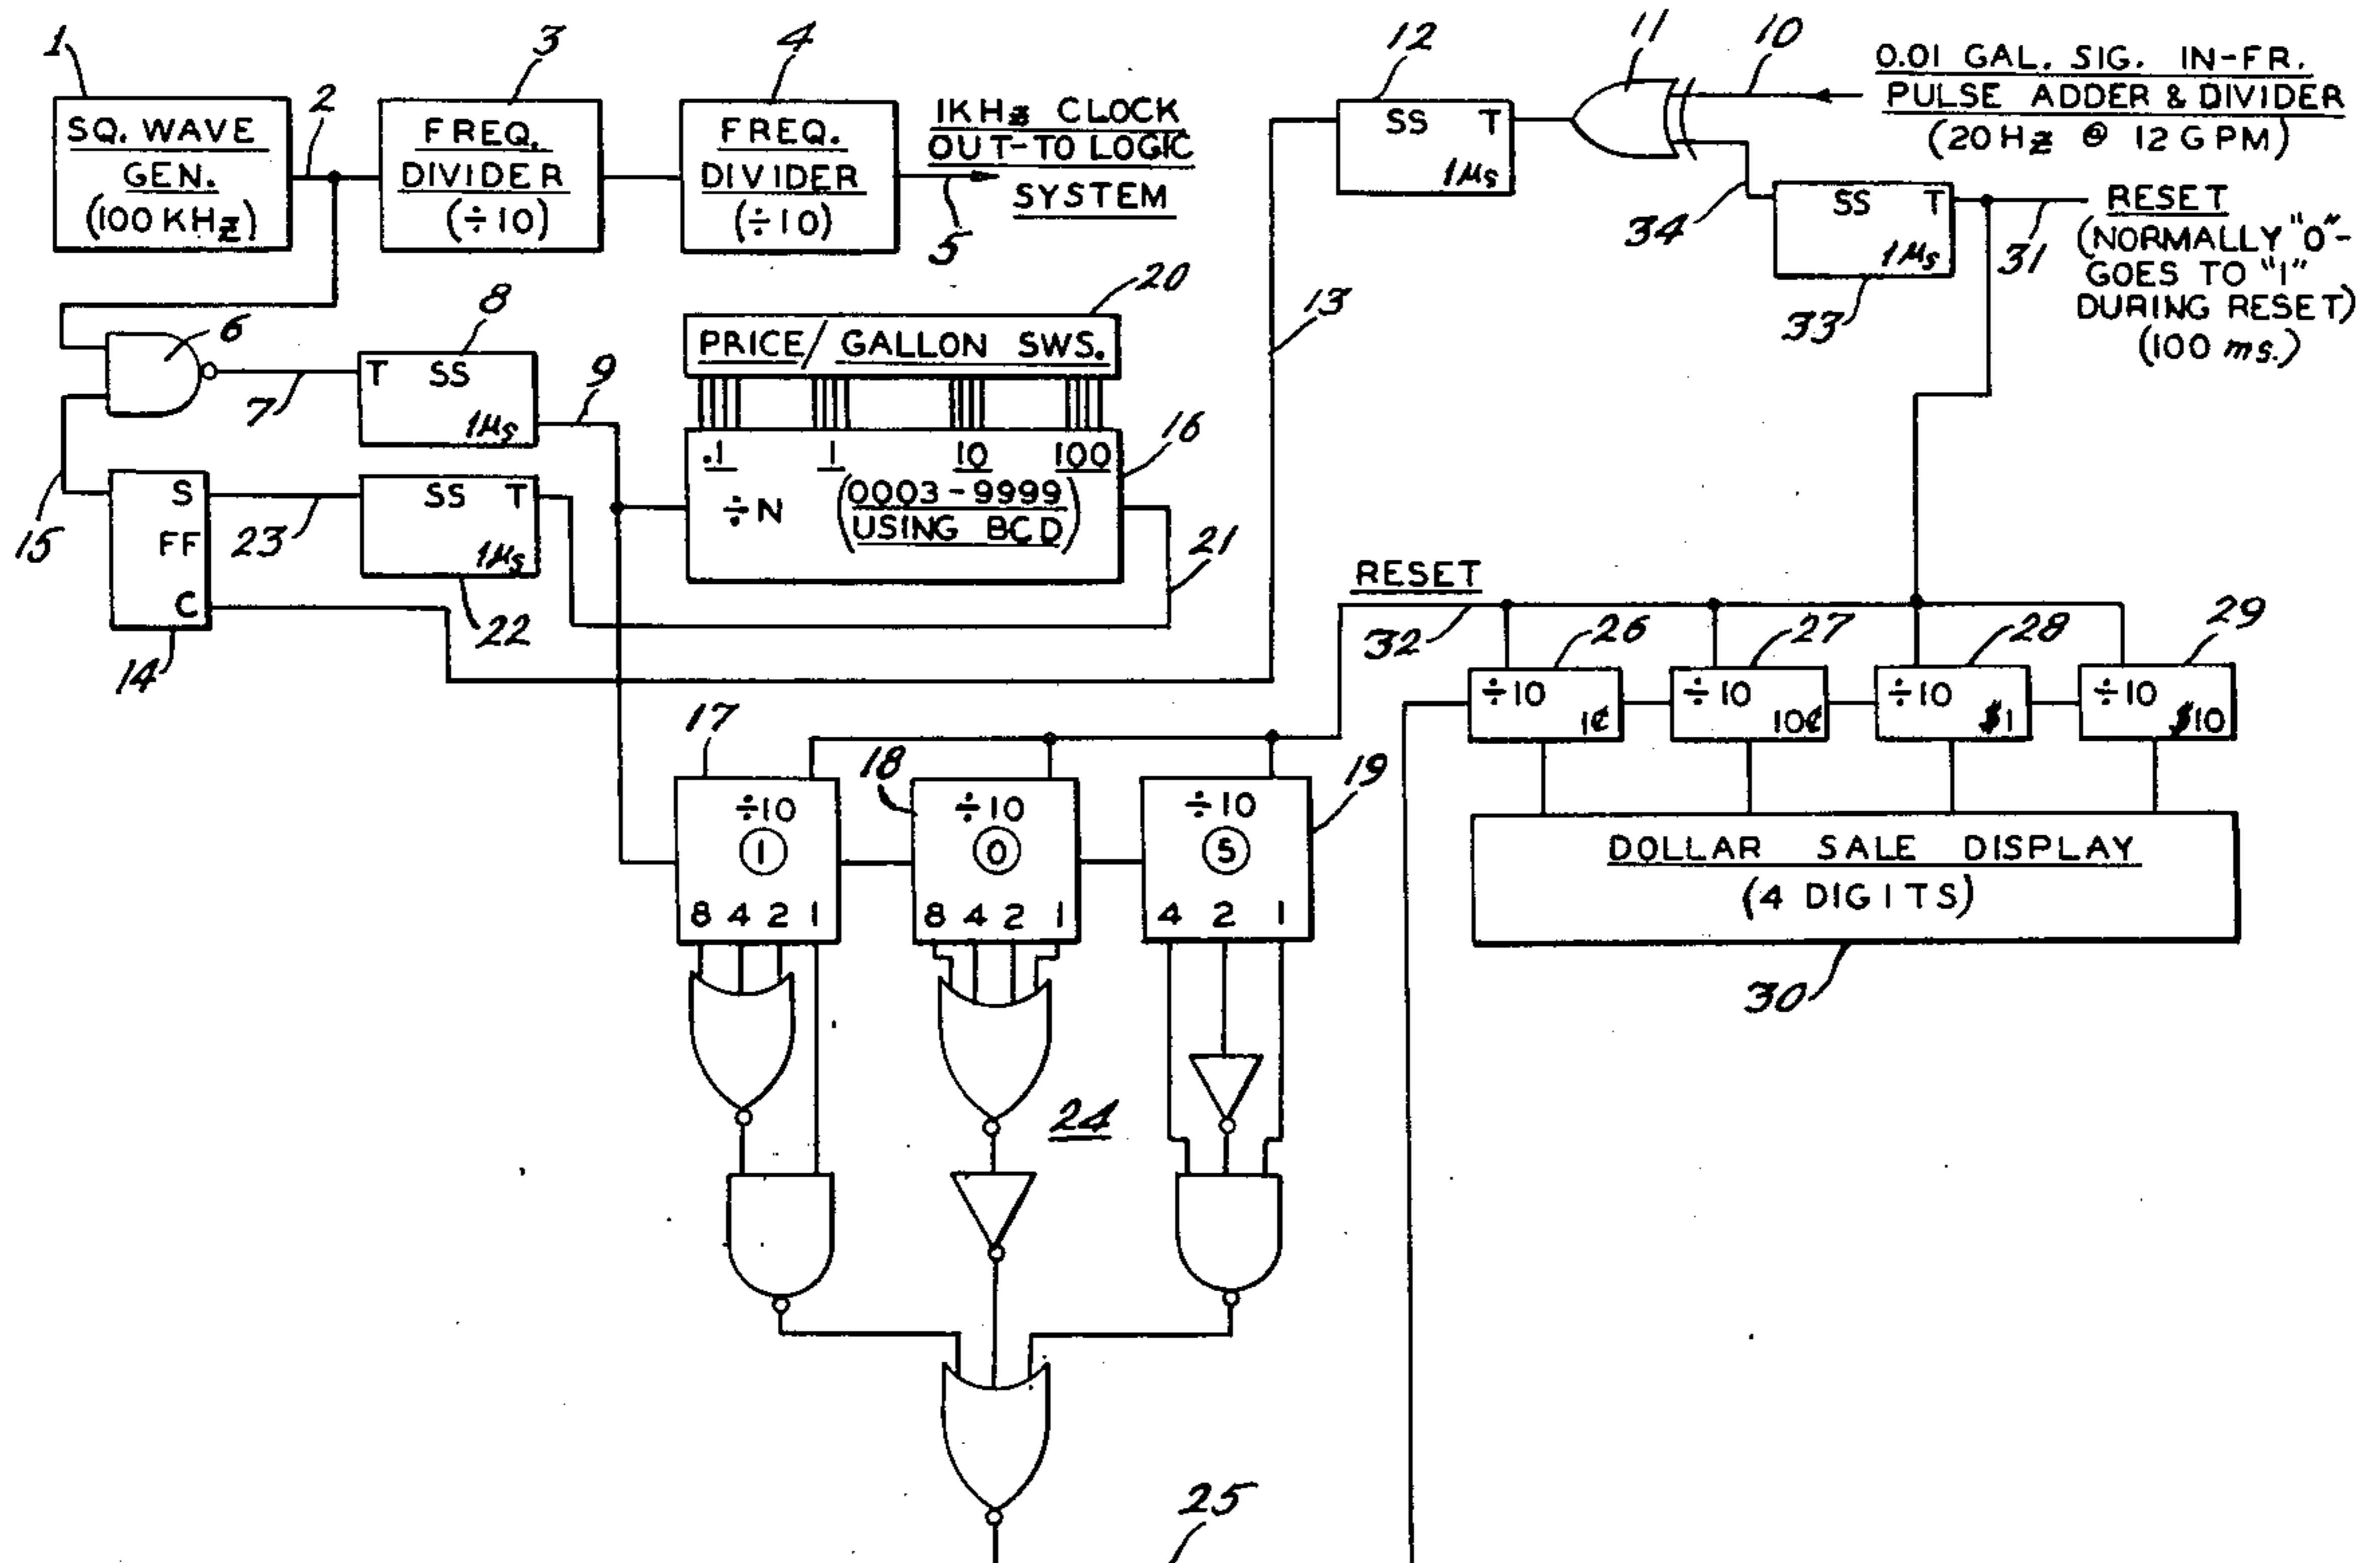 1
SQ. WAVE
GEN.
(100 KHz)
2
3
FREQ.
DIVIDER
(÷10)
4
FREQ.
DIVIDER
(÷10)
1KHz CLOCK
OUT-TO LOGIC
SYSTEM
5
12
SS T
1μs
11
10
0.01 GAL. SIG. IN-FR.
PULSE ADDER & DIVIDER
(20Hz @ 12 GPM)
34
SS T
1μs
33
31
RESET
(NORMALLY "0"-
GOES TO "1"
DURING RESET)
(100 ms.)
6
7
8
T SS
1μs
9
20
PRICE/GALLON SWS.
13
.1 1 10 100
÷N (0003-9999
USING BCD)
16
21
15
S
FF
C
14
23
SS T
1μs
22
RESET
32
26
÷10
1¢
27
÷10
10¢
28
÷10
$1
29
÷10
$10
DOLLAR SALE DISPLAY
(4 DIGITS)
30
17
÷10
1
8 4 2 1
18
÷10
0
8 4 2 1
19
÷10
5
4 2 1
24
25